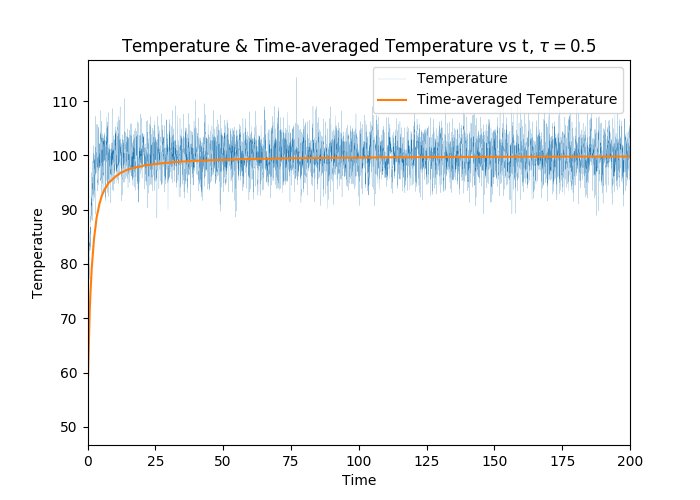 Temperature & Time-averaged Temperature vs t, τ = 0.5
Temperature
Time-averaged Temperature
110
100
90
80
70
60
50
Temperature
0 25 50 75 100 125 150 175 200
Time